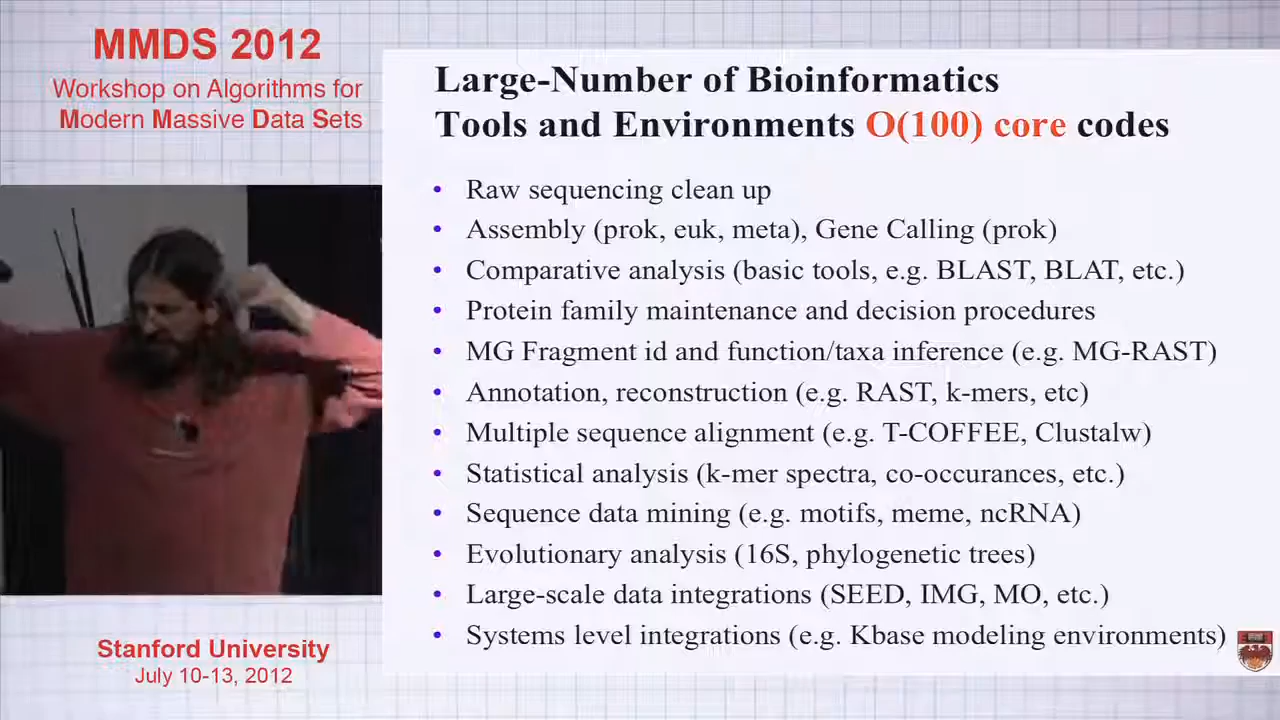 MMDS 2012
Workshop on Algorithms for
Modern Massive Data Sets
Large-Number of Bioinformatics
Tools and Environments O(100) core codes
• Raw sequencing clean up
• Assembly (prok, euk, meta), Gene Calling (prok)
• Comparative analysis (basic tools, e.g. BLAST, BLAT, etc.)
• Protein family maintenance and decision procedures
• MG Fragment id and function/taxa inference (e.g. MG-RAST)
• Annotation, reconstruction (e.g. RAST, k-mers, etc)
• Multiple sequence alignment (e.g. T-COFFEE, Clustalw)
• Statistical analysis (k-mer spectra, co-occurances, etc.)
• Sequence data mining (e.g. motifs, meme, ncRNA)
• Evolutionary analysis (16S, phylogenetic trees)
• Large-scale data integrations (SEED, IMG, MO, etc.)
• Systems level integrations (e.g. Kbase modeling environments)
Stanford University
July 10-13, 2012